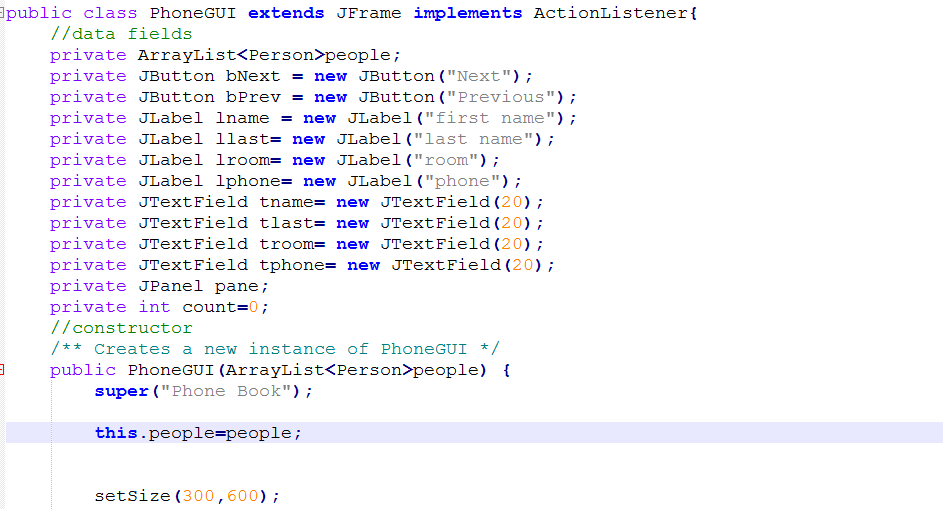 public class PhoneGUI extends JFrame implements ActionListener{
    //data fields
    private ArrayList<Person>people;
    private JButton bNext = new JButton("Next");
    private JButton bPrev = new JButton("Previous");
    private JLabel lname = new JLabel("first name");
    private JLabel llast= new JLabel("last name");
    private JLabel lroom= new JLabel("room");
    private JLabel lphone= new JLabel("phone");
    private JTextField tname= new JTextField(20);
    private JTextField tlast= new JTextField(20);
    private JTextField troom= new JTextField(20);
    private JTextField tphone= new JTextField(20);
    private JPanel pane;
    private int count=0;
    //constructor
    /** Creates a new instance of PhoneGUI */
    public PhoneGUI(ArrayList<Person>people) {
        super("Phone Book");
        this.people=people;
        setSize(300,600);